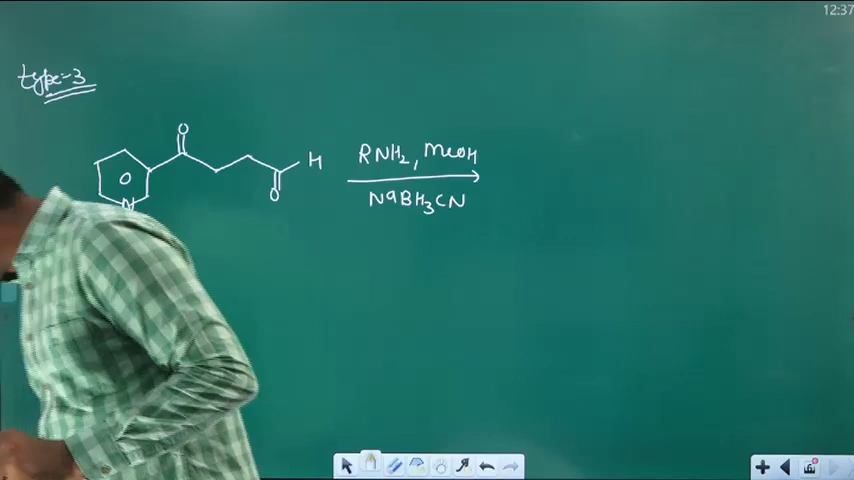 12:37
type-3
O
H
RNH2, MeOH
O
O
N
NaBH3CN